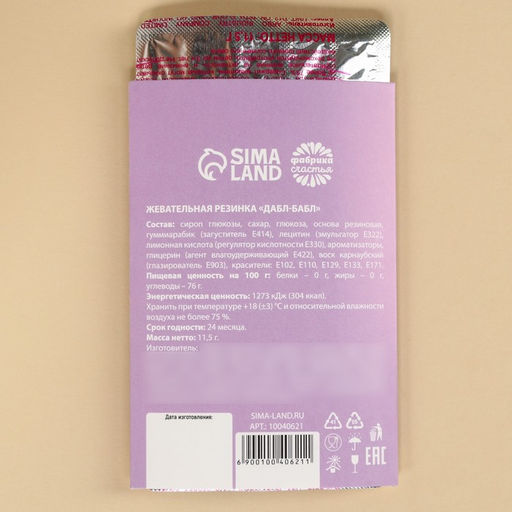 МАССА НЕТТО: 11,5 Г
SIMA
LAND
фабрика
счастья
ЖЕВАТЕЛЬНАЯ РЕЗИНКА «ДАБЛ-БАБЛ»
Состав: сироп глюкозы, сахар, глюкоза, основа резиновая,
гуммиарабик (загуститель Е414), лецитин (эмульгатор Е322),
лимонная кислота (регулятор кислотности Е330), ароматизаторы,
глицерин (агент влагоудерживающий Е422), воск карнаубский
(глазирователь Е903), красители: Е102, Е110, Е129, Е133, Е171.
Пищевая ценность на 100 г: белки – 0 г, жиры – 0 г,
углеводы – 76 г.
Энергетическая ценность: 1273 кДж (304 ккал).
Хранить при температуре +18 (±3) °С и относительной влажности
воздуха не более 75 %.
Срок годности: 24 месяца.
Масса нетто: 11,5 г.
Изготовитель:
Дата изготовления:
SIMA-LAND.RU
АРТ.: 10040621
6 900100 406211
EAC